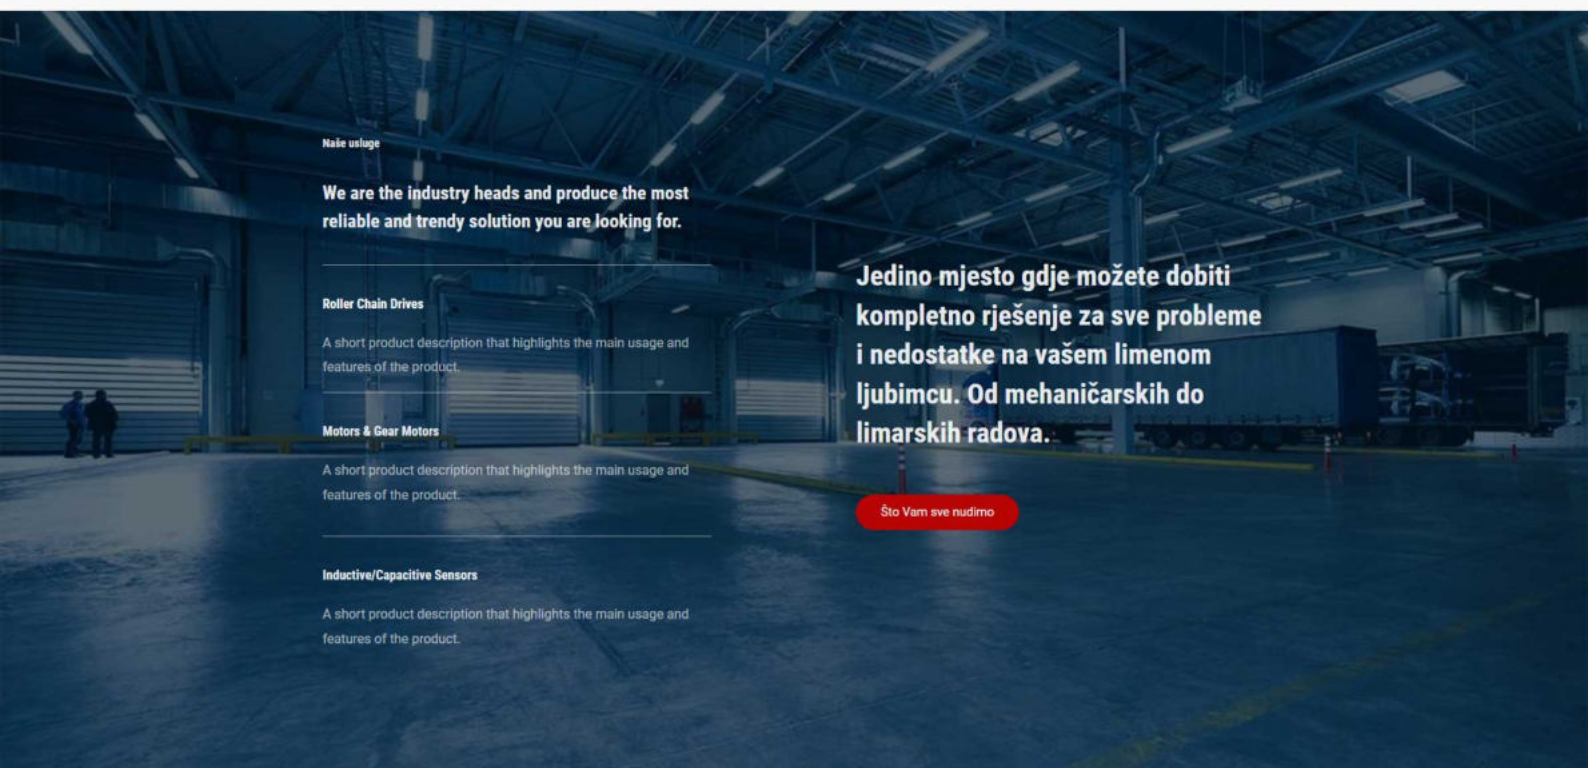 Naše usluge
We are the industry heads and produce the most
reliable and trendy solution you are looking for.
Roller Chain Drives
A short product description that highlights the main usage and
features of the product.
Motors & Gear Motors
A short product description that highlights the main usage and
features of the product.
Inductive/Capacitive Sensors
A short product description that highlights the main usage and
features of the product.
Jedino mjesto gdje možete dobiti
kompletno rješenje za sve probleme
i nedostatke na vašem limenom
ljubimcu. Od mehaničarskih do
limarskih radova.
Što Vam sve nudimo